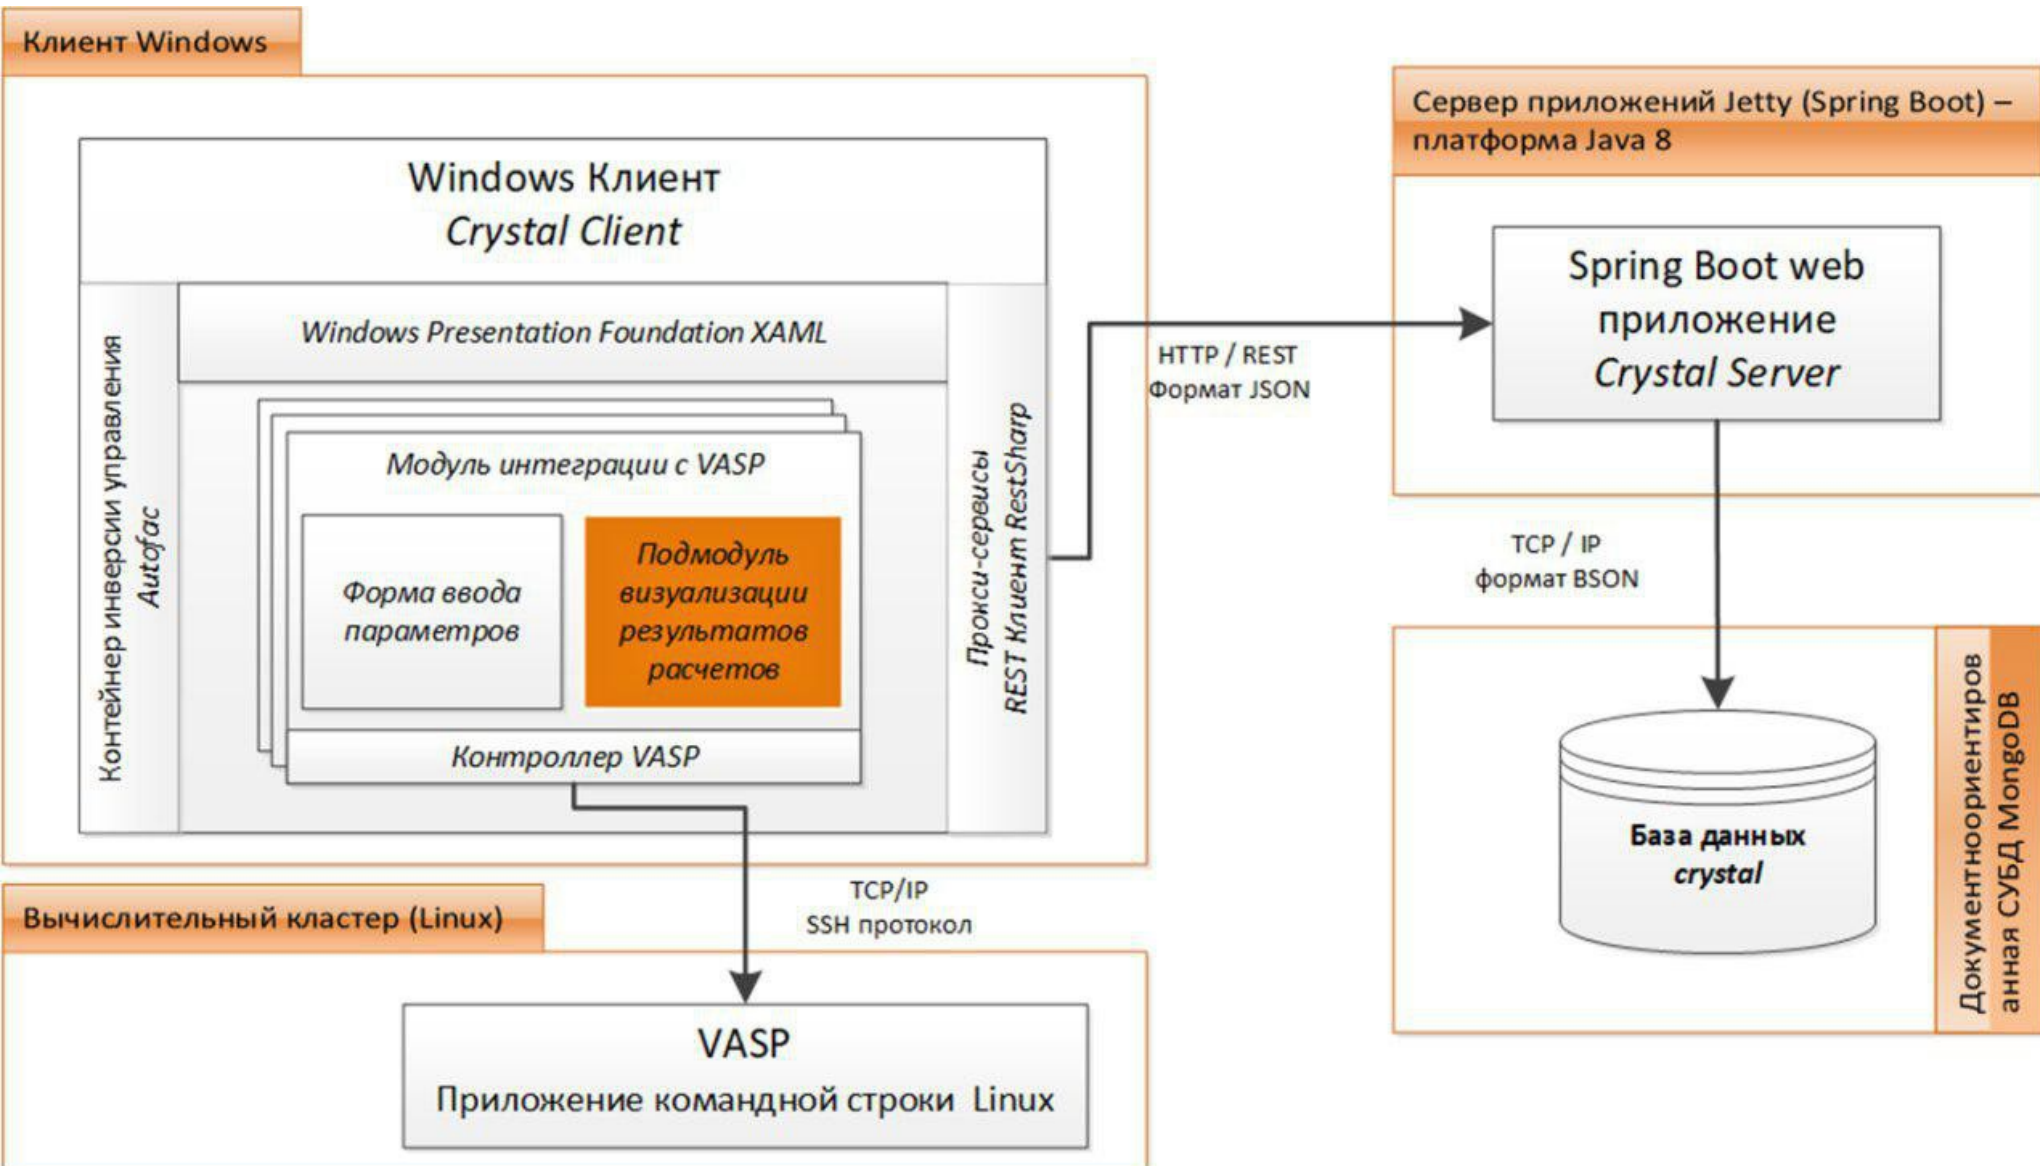 Клиент Windows
Windows Клиент
Crystal Client
Контейнер инверсии управления
Autofac
Windows Presentation Foundation XAML
Модуль интеграции с VASP
Форма ввода
параметров
Подмодуль
визуализации
результатов
расчетов
Контроллер VASP
Прокси-сервисы
REST Клиент RestSharp
HTTP / REST
Формат JSON
Сервер приложений Jetty (Spring Boot) –
платформа Java 8
Spring Boot web
приложение
Crystal Server
TCP / IP
формат BSON
База данных
crystal
Документноориентиров
анная СУБД MongoDB
TCP/IP
SSH протокол
Вычислительный кластер (Linux)
VASP
Приложение командной строки Linux